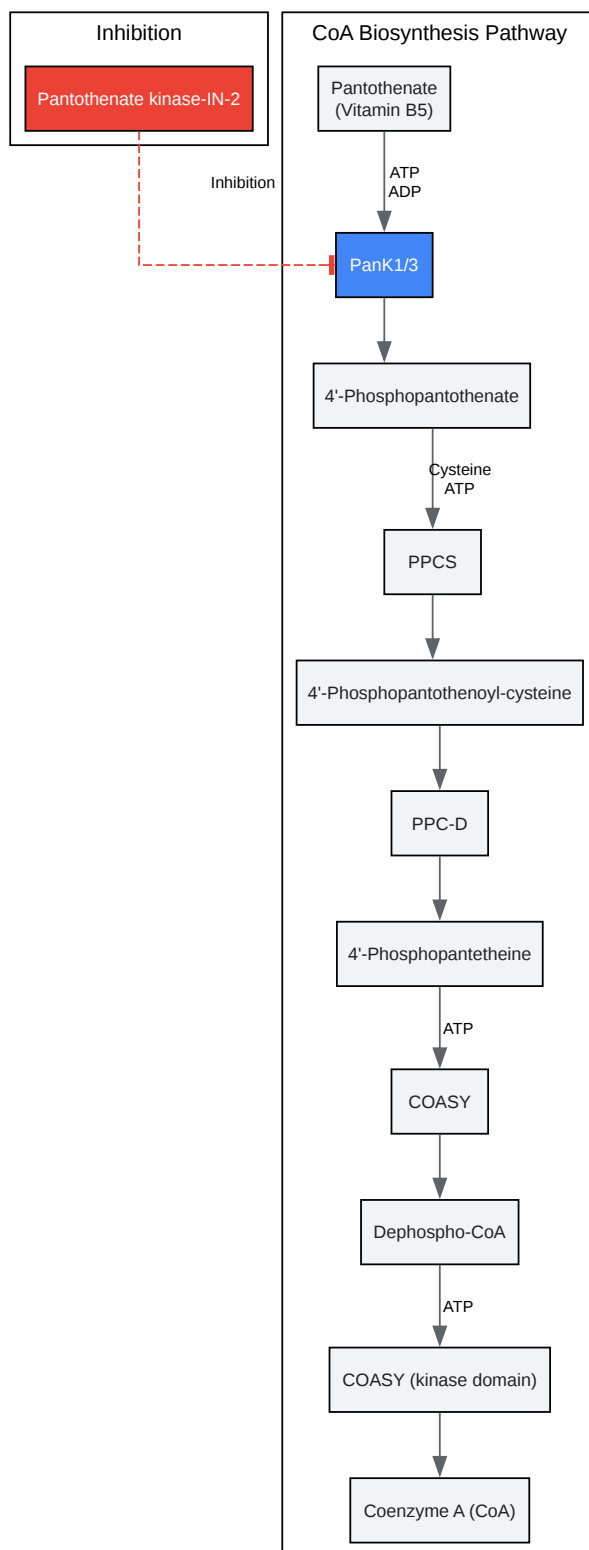 Inhibition
CoA Biosynthesis Pathway
Pantothenate kinase-IN-2
Pantothenate
(Vitamin B5)
ATP
ADP
Inhibition
PanK1/3
4'-Phosphopantothenate
Cysteine
ATP
PPCS
4'-Phosphopantothenoyl-cysteine
PPC-D
4'-Phosphopantetheine
ATP
COASY
Dephospho-CoA
ATP
COASY (kinase domain)
Coenzyme A (CoA)